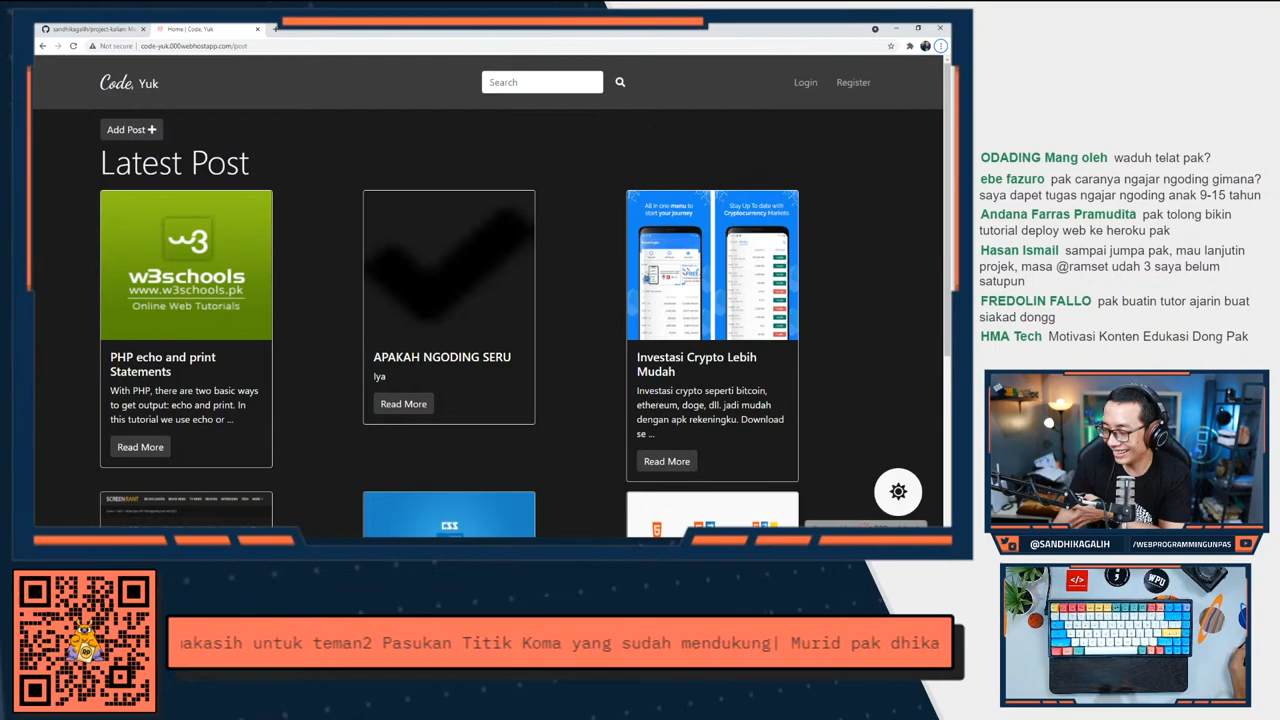 sandhikagalih/project-kalian: Mo
Home | Code, Yuk
Not secure
code-yuk.000webhostapp.com/post
Code, Yuk
Search
Login
Register
Add Post
Latest Post
w3schools
www.w3schools.pk
Online Web Tutorials
PHP echo and print
Statements
With PHP, there are two basic ways
to get output: echo and print. In
this tutorial we use echo or ...
Read More
APAKAH NGODING SERU
Iya
Read More
All in one menu to
start your journey
Stay Up To date with
Cryptocurrency Markets
Investasi Crypto Lebih
Mudah
Investasi crypto seperti bitcoin,
ethereum, doge, dll. jadi mudah
dengan apk rekeningku. Download
se ...
Read More
SCREENRANT
CSS
ODADING Mang oleh waduh telat pak?
ebe fazuro pak caranya ngajar ngoding gimana?
saya dapet tugas ngajar ngoding anak 9-15 tahun
Andana Farras Pramudita pak tolong bikin
tutorial deploy web ke heroku pak
Hasan Ismail sampai jumpa pak, mau lanjutin
projek, masa @ramset udah 3 saya belum
satupun
FREDOLIN FALLO pak buatin tutor ajarin buat
siakad dongg
HMA Tech Motivasi Konten Edukasi Dong Pak
@SANDHIKAGALIH
/WEBPROGRAMMINGUNPAS
</>
;
WPU
makasih untuk teman2 Pasukan Titik Koma yang sudah mendukung| Murid pak dhika